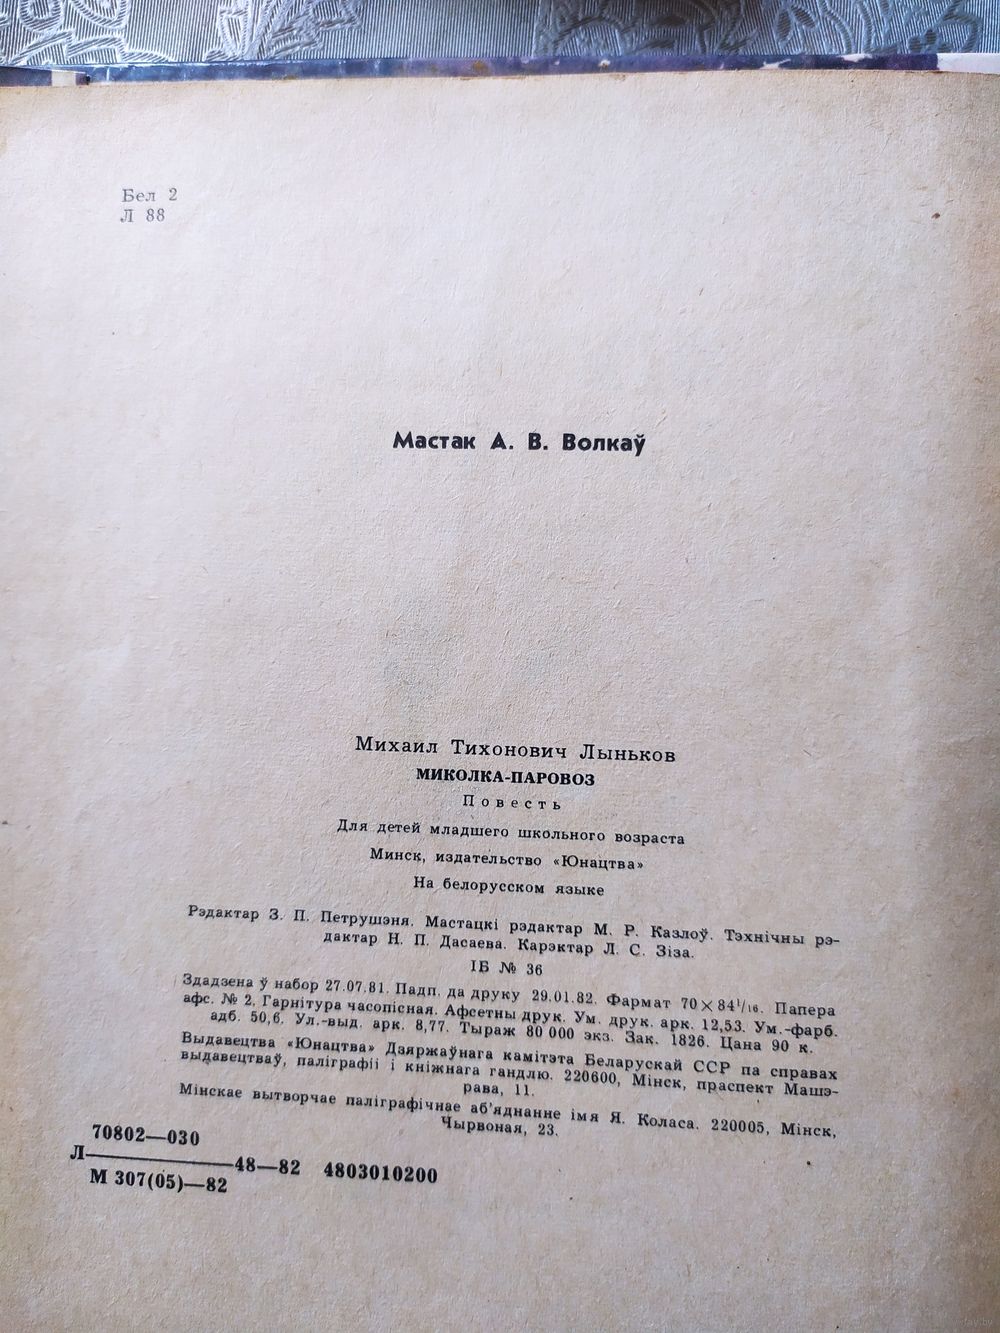 Бел 2
Л 88
Мастак А. В. Волкаў
Михаил Тихонович Лыньков
МИКОЛКА-ПАРОВОЗ
Повесть
Для детей младшего школьного возраста
Минск, издательство «Юнацтва»
На белорусском языке
Рэдактар З. П. Петрушэня. Мастацкі рэдактар М. Р. Казлоў. Тэхнічны рэ-
дактар Н. П. Дасаева. Карэктар Л. С. Зіза.
ІБ № 36
Здадзена ў набор 27.07.81. Падп. да друку 29.01.82. Фармат 70×84¹/₁₆. Папера
афс. № 2. Гарнітура часопісная. Афсетны друк. Ум. друк. арк. 12,53. Ум.-фарб.
адб. 50,6. Ул.-выд. арк. 8,77. Тыраж 80 000 экз. Зак. 1826. Цана 90 к.
Выдавецтва «Юнацтва» Дзяржаўнага камітэта Беларускай ССР па справах
выдавецтваў, паліграфіі і кніжнага гандлю. 220600, Мінск, праспект Машэ-
рава, 11.
Мінскае вытворчае паліграфічнае аб'яднанне імя Я. Коласа. 220005, Мінск,
Чырвоная, 23.
70802—030
Л————48—82 4803010200
М 307(05)—82